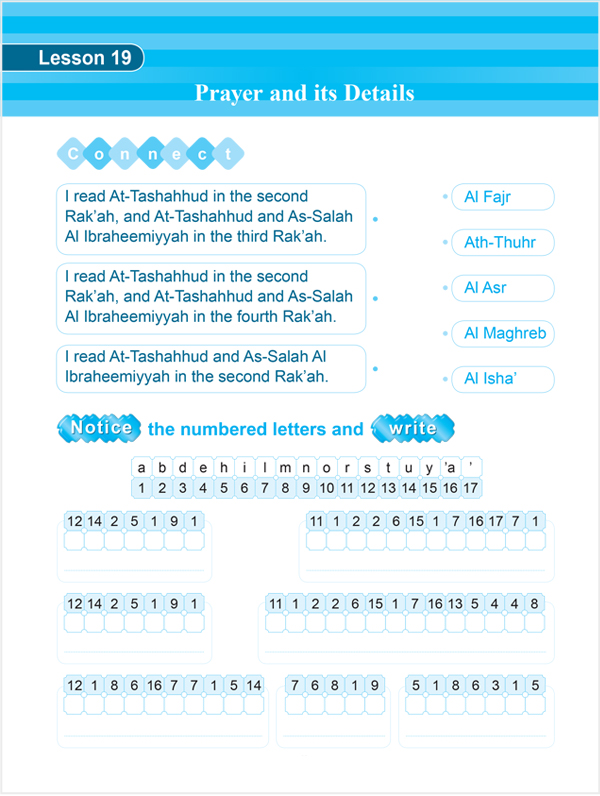 Lesson 19
Prayer and its Details
Connect
I read At-Tashahhud in the second
Rak’ah, and At-Tashahhud and As-Salah
Al Ibraheemiyyah in the third Rak’ah.
I read At-Tashahhud in the second
Rak’ah, and At-Tashahhud and As-Salah
Al Ibraheemiyyah in the fourth Rak’ah.
I read At-Tashahhud and As-Salah Al
Ibraheemiyyah in the second Rak’ah.
Al Fajr
Ath-Thuhr
Al Asr
Al Maghreb
Al Isha’
Notice the numbered letters and write
a b d e h i l m n o r s t u y ’a ’
1 2 3 4 5 6 7 8 9 10 11 12 13 14 15 16 17
12 14 2 5 1 9 1
11 1 2 2 6 15 1 7 16 17 7 1
12 14 2 5 1 9 1
11 1 2 2 6 15 1 7 16 13 5 4 4 8
12 1 8 6 16 7 7 1 5 14
7 6 8 1 9
5 1 8 6 3 1 5